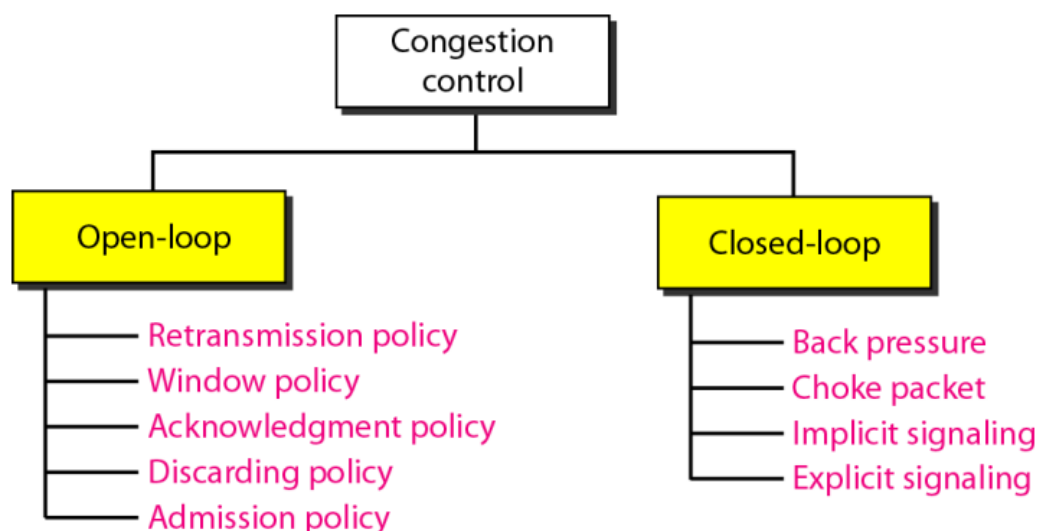 Congestion
control
Open-loop
Closed-loop
Retransmission policy
Window policy
Acknowledgment policy
Discarding policy
Admission policy
Back pressure
Choke packet
Implicit signaling
Explicit signaling